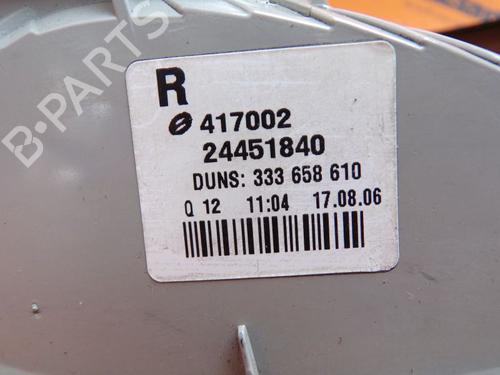 B-PARTS
R
417002
24451840
DUNS: 333 658 610
Q 12 11:04 17.08.06